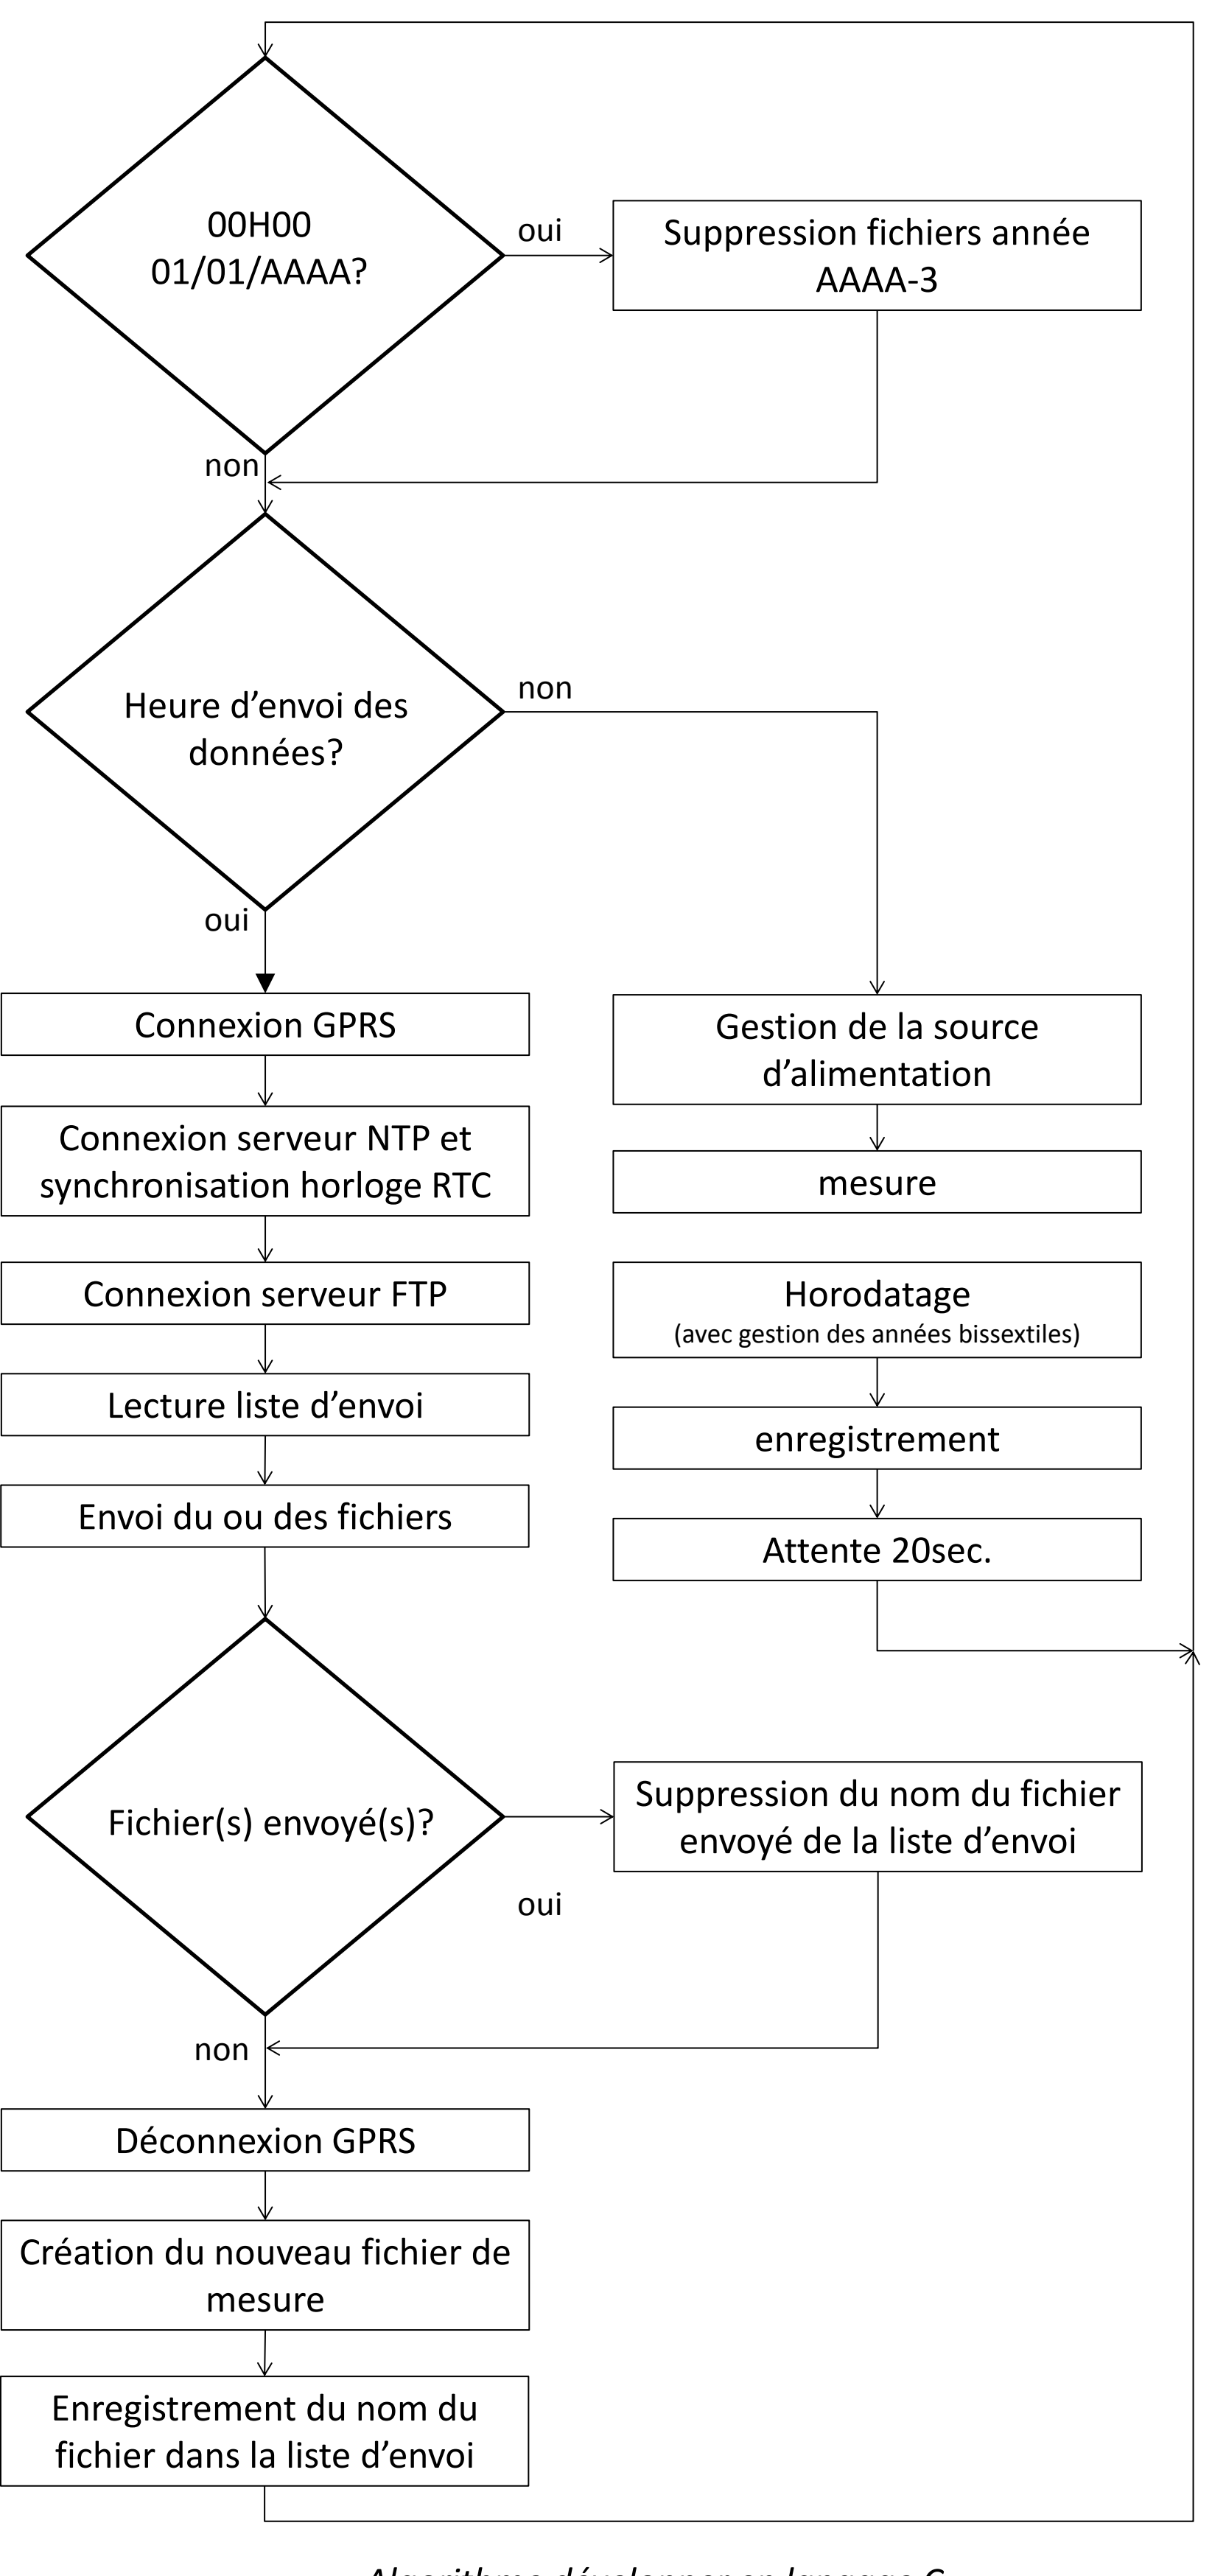 00H00
01/01/AAAA?
oui
Suppression fichiers année
AAAA-3
non
Heure d’envoi des
données?
non
oui
Connexion GPRS
Connexion serveur NTP et
synchronisation horloge RTC
Connexion serveur FTP
Lecture liste d’envoi
Envoi du ou des fichiers
Gestion de la source
d’alimentation
mesure
Horodatage
(avec gestion des années bissextiles)
enregistrement
Attente 20sec.
Fichier(s) envoyé(s)?
oui
Suppression du nom du fichier
envoyé de la liste d’envoi
non
Déconnexion GPRS
Création du nouveau fichier de
mesure
Enregistrement du nom du
fichier dans la liste d’envoi